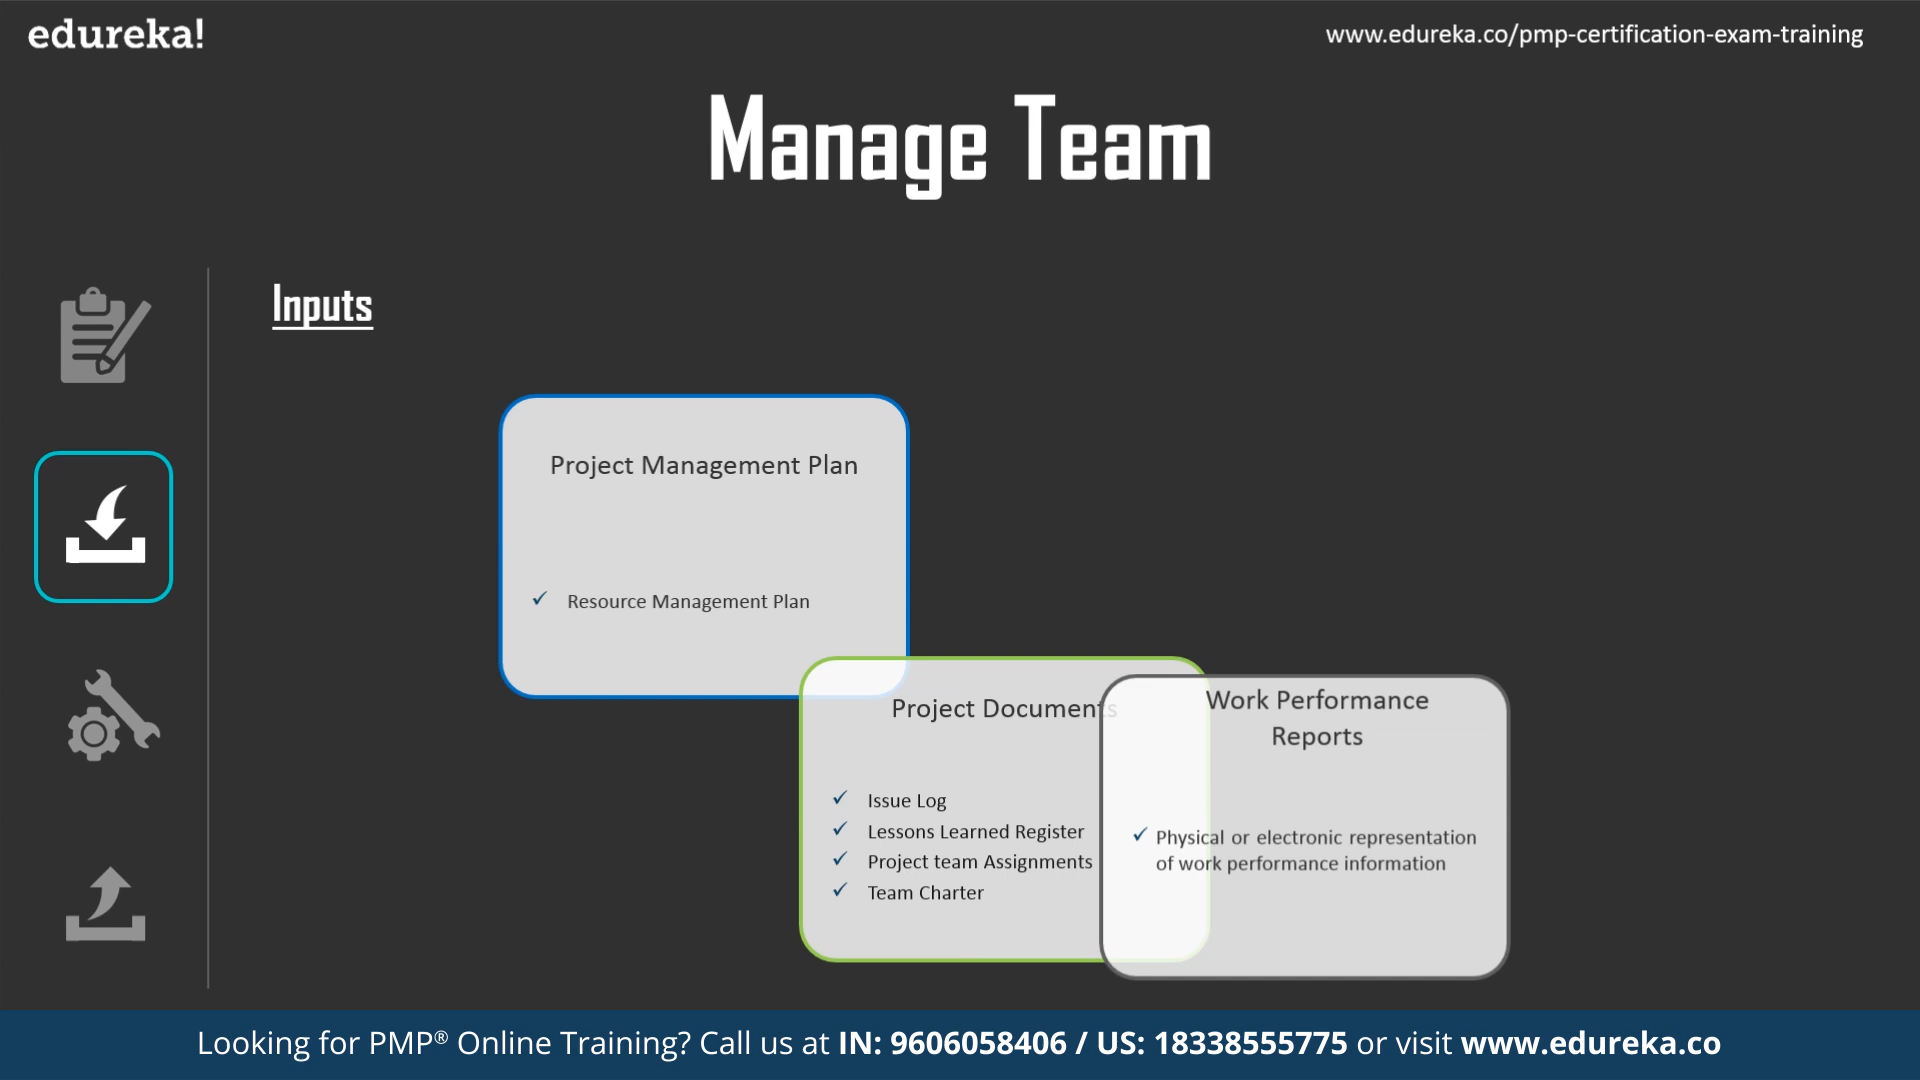 edureka!
www.edureka.co/pmp-certification-exam-training
Manage Team
Inputs
Project Management Plan
Resource Management Plan
Project Documents
Issue Log
Lessons Learned Register
Project team Assignments
Team Charter
Work Performance
Reports
Physical or electronic representation
of work performance information
Looking for PMP® Online Training? Call us at IN: 9606058406 / US: 18338555775 or visit www.edureka.co